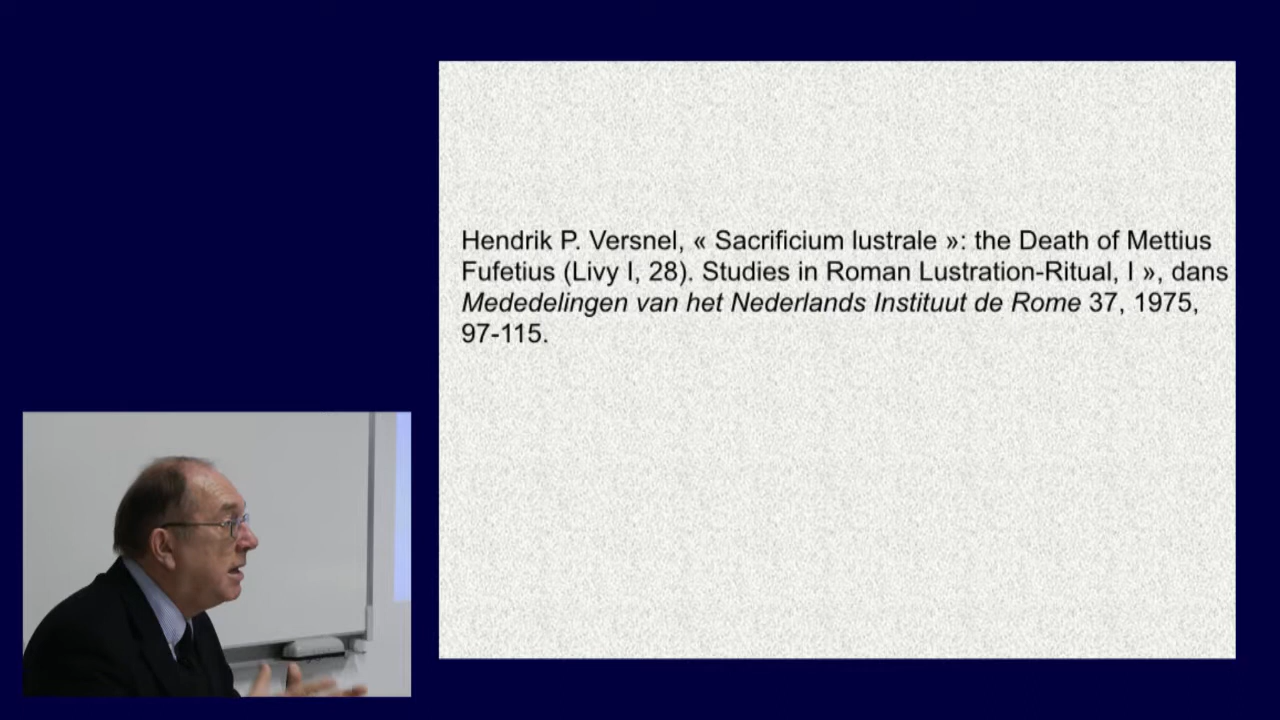 Hendrik P. Versnel, « Sacrificium lustrale »: the Death of Mettius
Fufetius (Livy I, 28). Studies in Roman Lustration-Ritual, I », dans
Mededelingen van het Nederlands Instituut de Rome 37, 1975,
97-115.